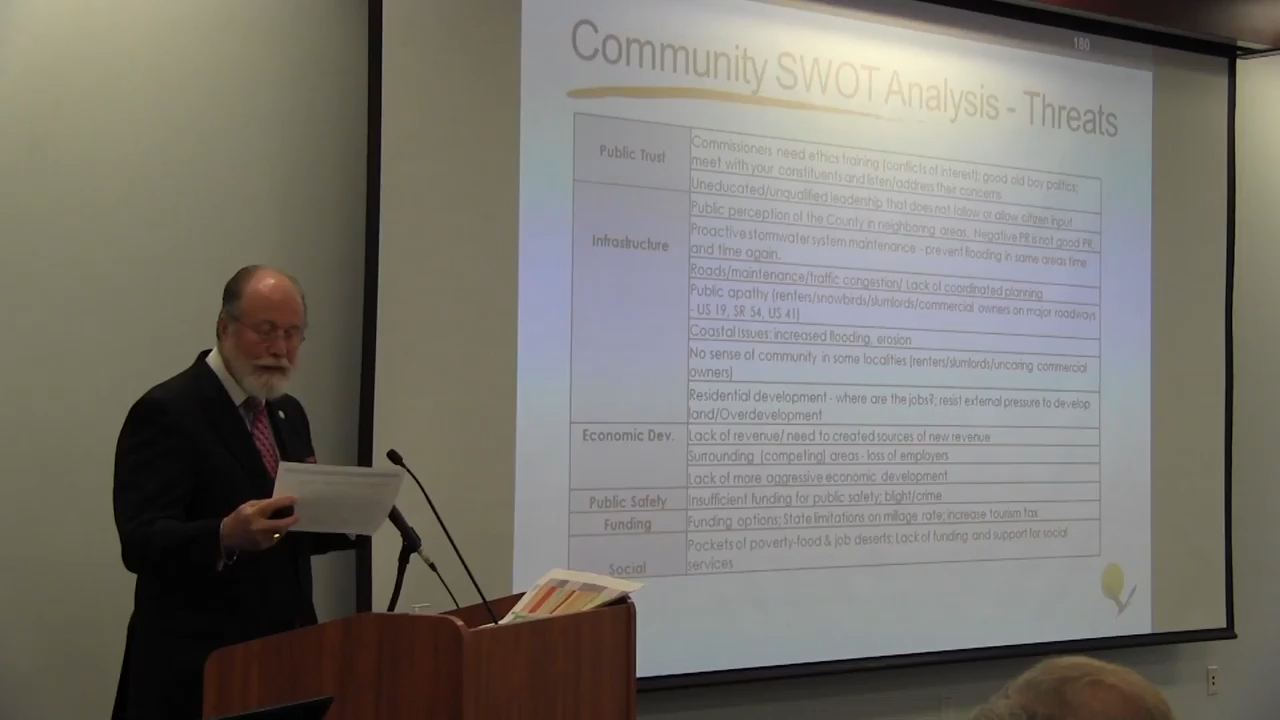 180
Community SWOT Analysis - Threats
Public Trust
Commissioners need ethics training (conflicts of interest); good old boy politics;
meet with your constituents and listen/address their concerns
Uneducated/unqualified leadership that does not follow or allow citizen input
Public perception of the County in neighboring areas. Negative PR is not good PR.
Infrastructure
Proactive stormwater system maintenance - prevent flooding in same areas time
and time again.
Roads/maintenance/traffic congestion/ Lack of coordinated planning
Public apathy (renters/snowbirds/slumlords/commercial owners on major roadways
- US 19, SR 54, US 41)
Coastal Issues: increased flooding, erosion
No sense of community in some localities (renters/slumlords/uncaring commercial
owners)
Residential development - where are the jobs?; resist external pressure to develop
land/Overdevelopment
Economic Dev.
Lack of revenue/ need to created sources of new revenue
Surrounding (competing) areas - loss of employers
Lack of more aggressive economic development
Public Safety
Insufficient funding for public safety; blight/crime
Funding
Funding options; State limitations on millage rate; increase tourism tax
Social
Pockets of poverty-food & job deserts; Lack of funding and support for social
services